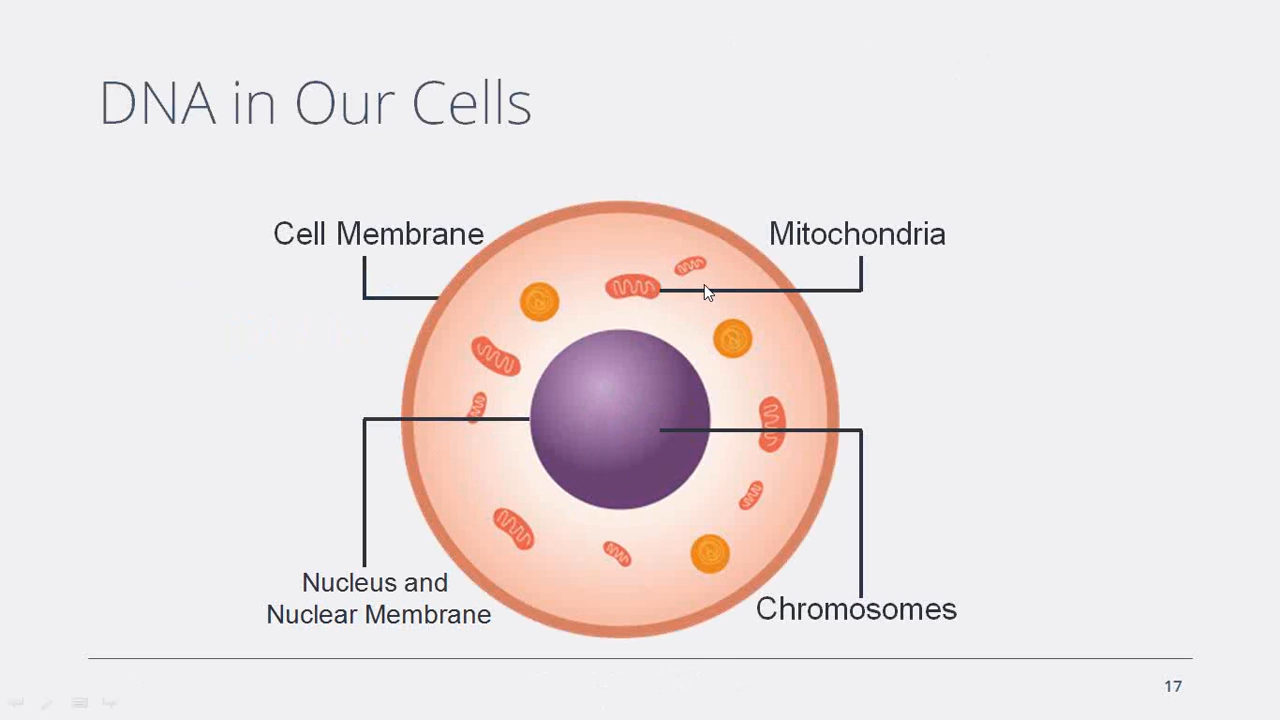 DNA in Our Cells
Cell Membrane
Mitochondria
Nucleus and
Nuclear Membrane
Chromosomes
17